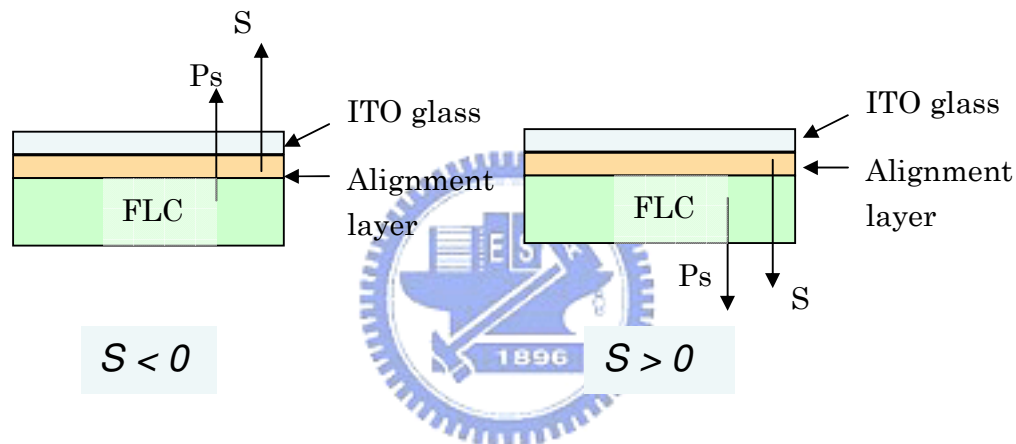 S
Ps
ITO glass
Alignment
layer
FLC
S < 0
ITO glass
Alignment
layer
FLC
Ps
S
S > 0
E S
1896